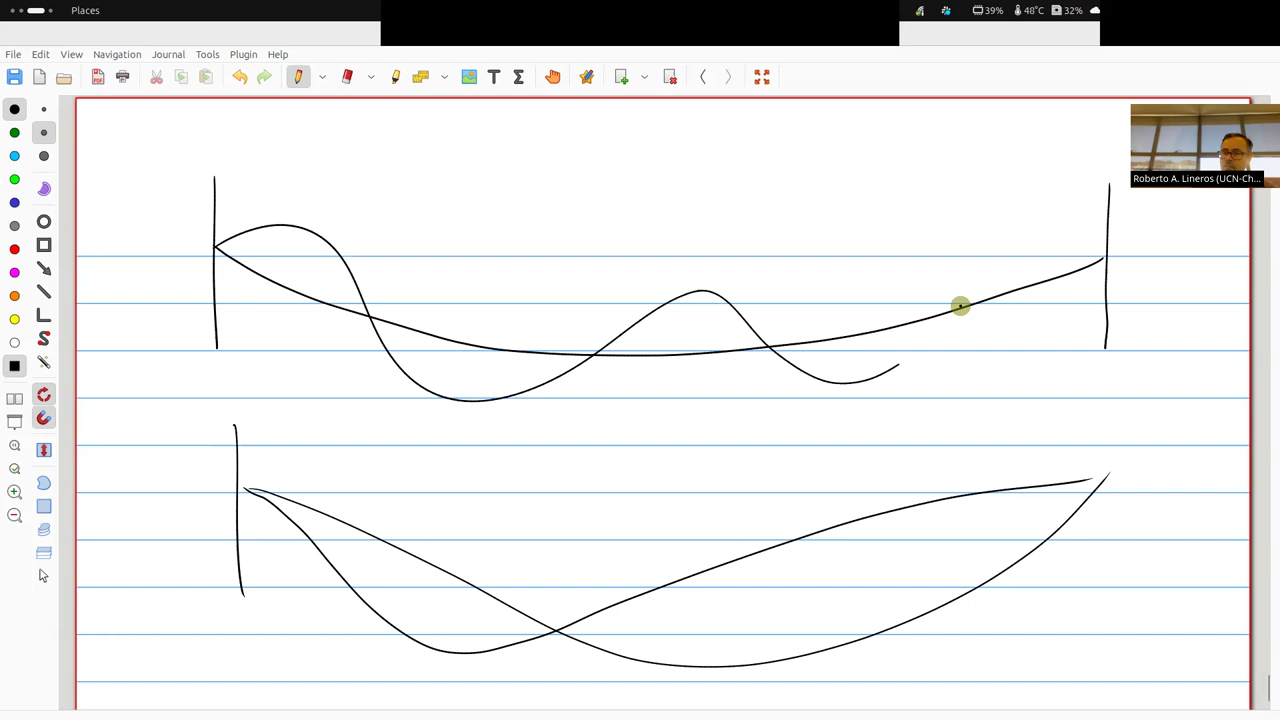 Places
39%
48°C
32%
File Edit View Navigation Journal Tools Plugin Help
Roberto A. Lineros (UCN-Ch...